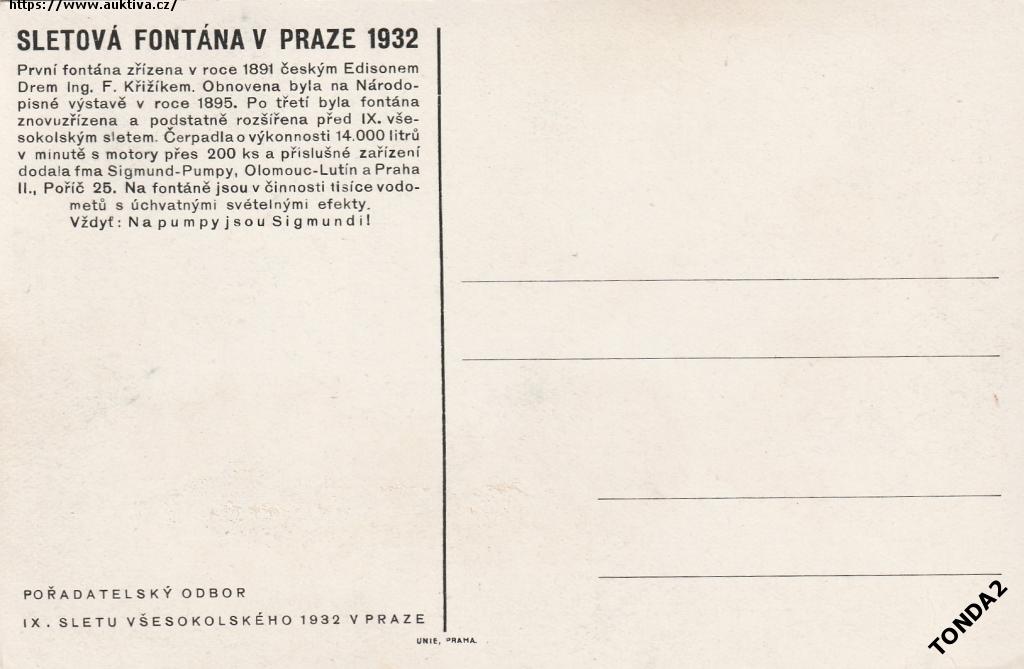 https://www.auktiva.cz/
SLETOVÁ FONTÁNA V PRAZE 1932
První fontána zřízena v roce 1891 českým Edisonem
Drem Ing. F. Křižíkem. Obnovena byla na Národo-
pisné výstavě v roce 1895. Po třetí byla fontána
znovuzřízena a podstatně rozšířena před IX. vše-
sokolským sletem. Čerpadla o výkonnosti 14.000 litrů
v minutě s motory přes 200 ks a příslušné zařízení
dodala fma Sigmund-Pumpy, Olomouc-Lutín a Praha
II., Poříč 25. Na fontáně jsou v činnosti tisíce vodo-
metů s úchvatnými světelnými efekty.
Vždyť: Na pumpy jsou Sigmundi!
POŘADATELSKÝ ODBOR
IX. SLETU VŠESOKOLSKÉHO 1932 V PRAZE
UNIE, PRAHA.
TONDA2